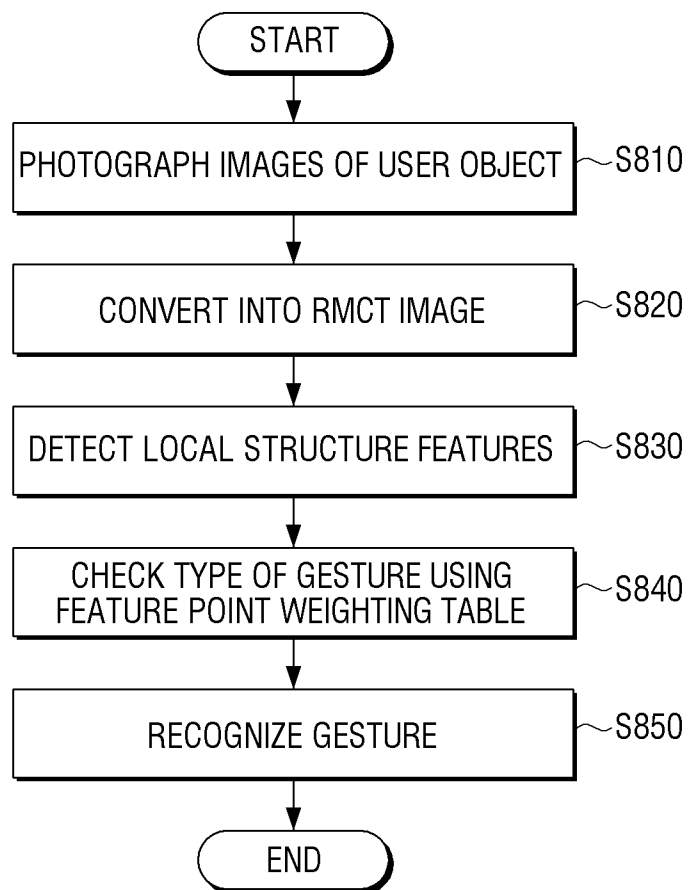 START
PHOTOGRAPH IMAGES OF USER OBJECT
S810
CONVERT INTO RMCT IMAGE
S820
DETECT LOCAL STRUCTURE FEATURES
S830
CHECK TYPE OF GESTURE USING
FEATURE POINT WEIGHTING TABLE
S840
RECOGNIZE GESTURE
S850
END